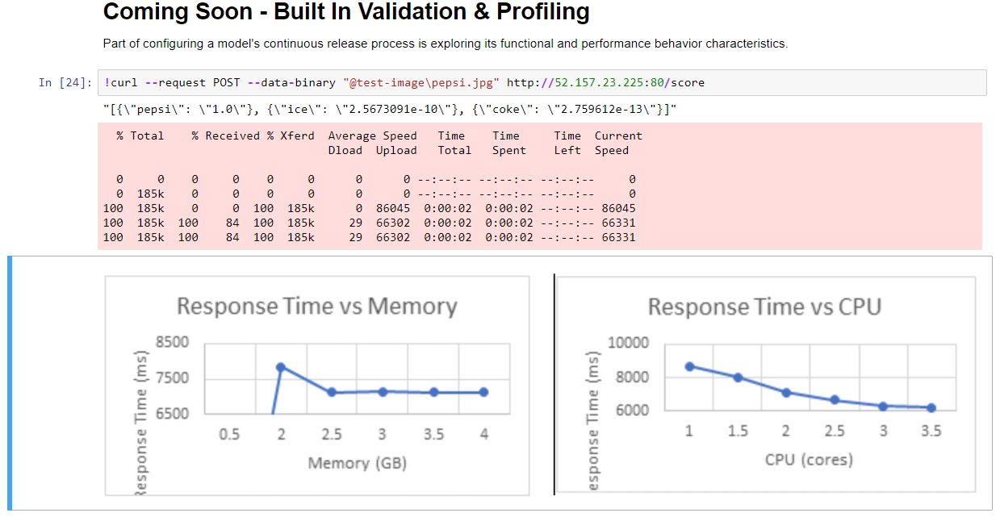 Coming Soon - Built In Validation & Profiling
Part of configuring a model's continuous release process is exploring its functional and performance behavior characteristics.
In [24]: !curl --request POST --data-binary "@test-image\pepsi.jpg" http://52.157.23.225:80/score
"[{\"pepsi\": \"1.0\"}, {\"ice\": \"2.5673091e-10\"}, {\"coke\": \"2.759612e-13\"}]"
% Total % Received % Xferd Average Speed Time Time Time Current
Dload Upload Total Spent Left Speed
0 0 0 0 0 0 0 0 --:--:-- --:--:-- --:--:-- 0
0 185k 0 0 0 0 0 0 --:--:-- --:--:-- --:--:-- 0
100 185k 0 0 100 185k 0 86045 0:00:02 0:00:02 --:--:-- 86045
100 185k 100 84 100 185k 29 66302 0:00:02 0:00:02 --:--:-- 66331
100 185k 100 84 100 185k 29 66302 0:00:02 0:00:02 --:--:-- 66331
Response Time vs Memory
Response Time (ms)
8500
7500
6500
0.5 2 2.5 3 3.5 4
Memory (GB)
Response Time vs CPU
esponse Time (ms)
10000
8000
6000
1 1.5 2 2.5 3 3.5
CPU (cores)